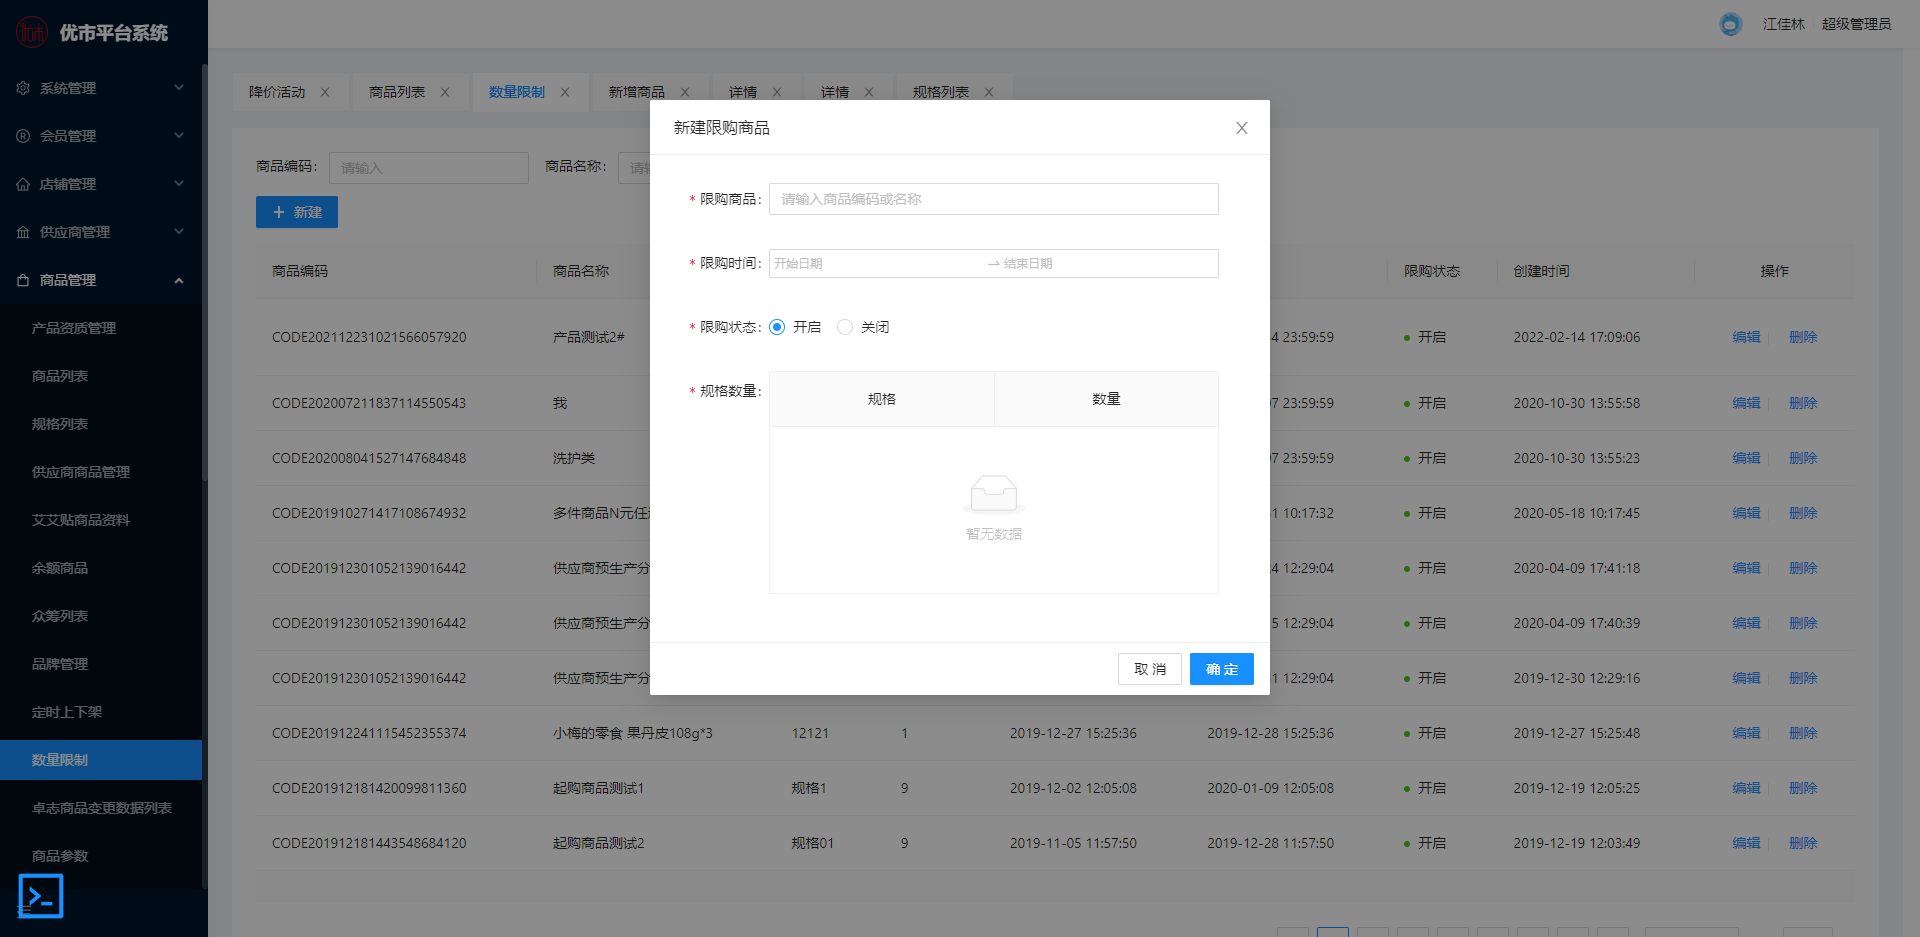 优市平台系统
江佳林 超级管理员
系统管理
会员管理
店铺管理
供应商管理
商品管理
产品资质管理
商品列表
规格列表
供应商商品管理
艾艾贴商品资料
余额商品
众筹列表
品牌管理
定时上下架
数量限制
卓志商品变更数据列表
商品参数
降价活动 商品列表 数量限制 新增商品 详情 详情 规格列表
商品编码: 请输入 商品名称:
新建
商品编码 商品名称 限购状态 创建时间 操作
CODE202112231021566057920 产品测试2# 4 23:59:59 开启 2022-02-14 17:09:06 编辑 删除
CODE202007211837114550543 我 7 23:59:59 开启 2020-10-30 13:55:58 编辑 删除
CODE202008041527147684848 洗护类 7 23:59:59 开启 2020-10-30 13:55:23 编辑 删除
CODE201910271417108674932 多件商品N元任 1 10:17:32 开启 2020-05-18 10:17:45 编辑 删除
CODE201912301052139016442 供应商预生产分 4 12:29:04 开启 2020-04-09 17:41:18 编辑 删除
CODE201912301052139016442 供应商预生产分 5 12:29:04 开启 2020-04-09 17:40:39 编辑 删除
CODE201912301052139016442 供应商预生产分 1 12:29:04 开启 2019-12-30 12:29:16 编辑 删除
CODE201912241115452355374 小梅的零食 果丹皮108g*3 12121 1 2019-12-27 15:25:36 2019-12-28 15:25:36 开启 2019-12-27 15:25:48 编辑 删除
CODE201912181420099811360 起购商品测试1 规格1 9 2019-12-02 12:05:08 2020-01-09 12:05:08 开启 2019-12-19 12:05:25 编辑 删除
CODE201912181443548684120 起购商品测试2 规格01 9 2019-11-05 11:57:50 2019-12-28 11:57:50 开启 2019-12-19 12:03:49 编辑 删除
新建限购商品
* 限购商品: 请输入商品编码或名称
* 限购时间: 开始日期 → 结束日期
* 限购状态: 开启 关闭
* 规格数量: 规格 数量
暂无数据
取 消 确 定